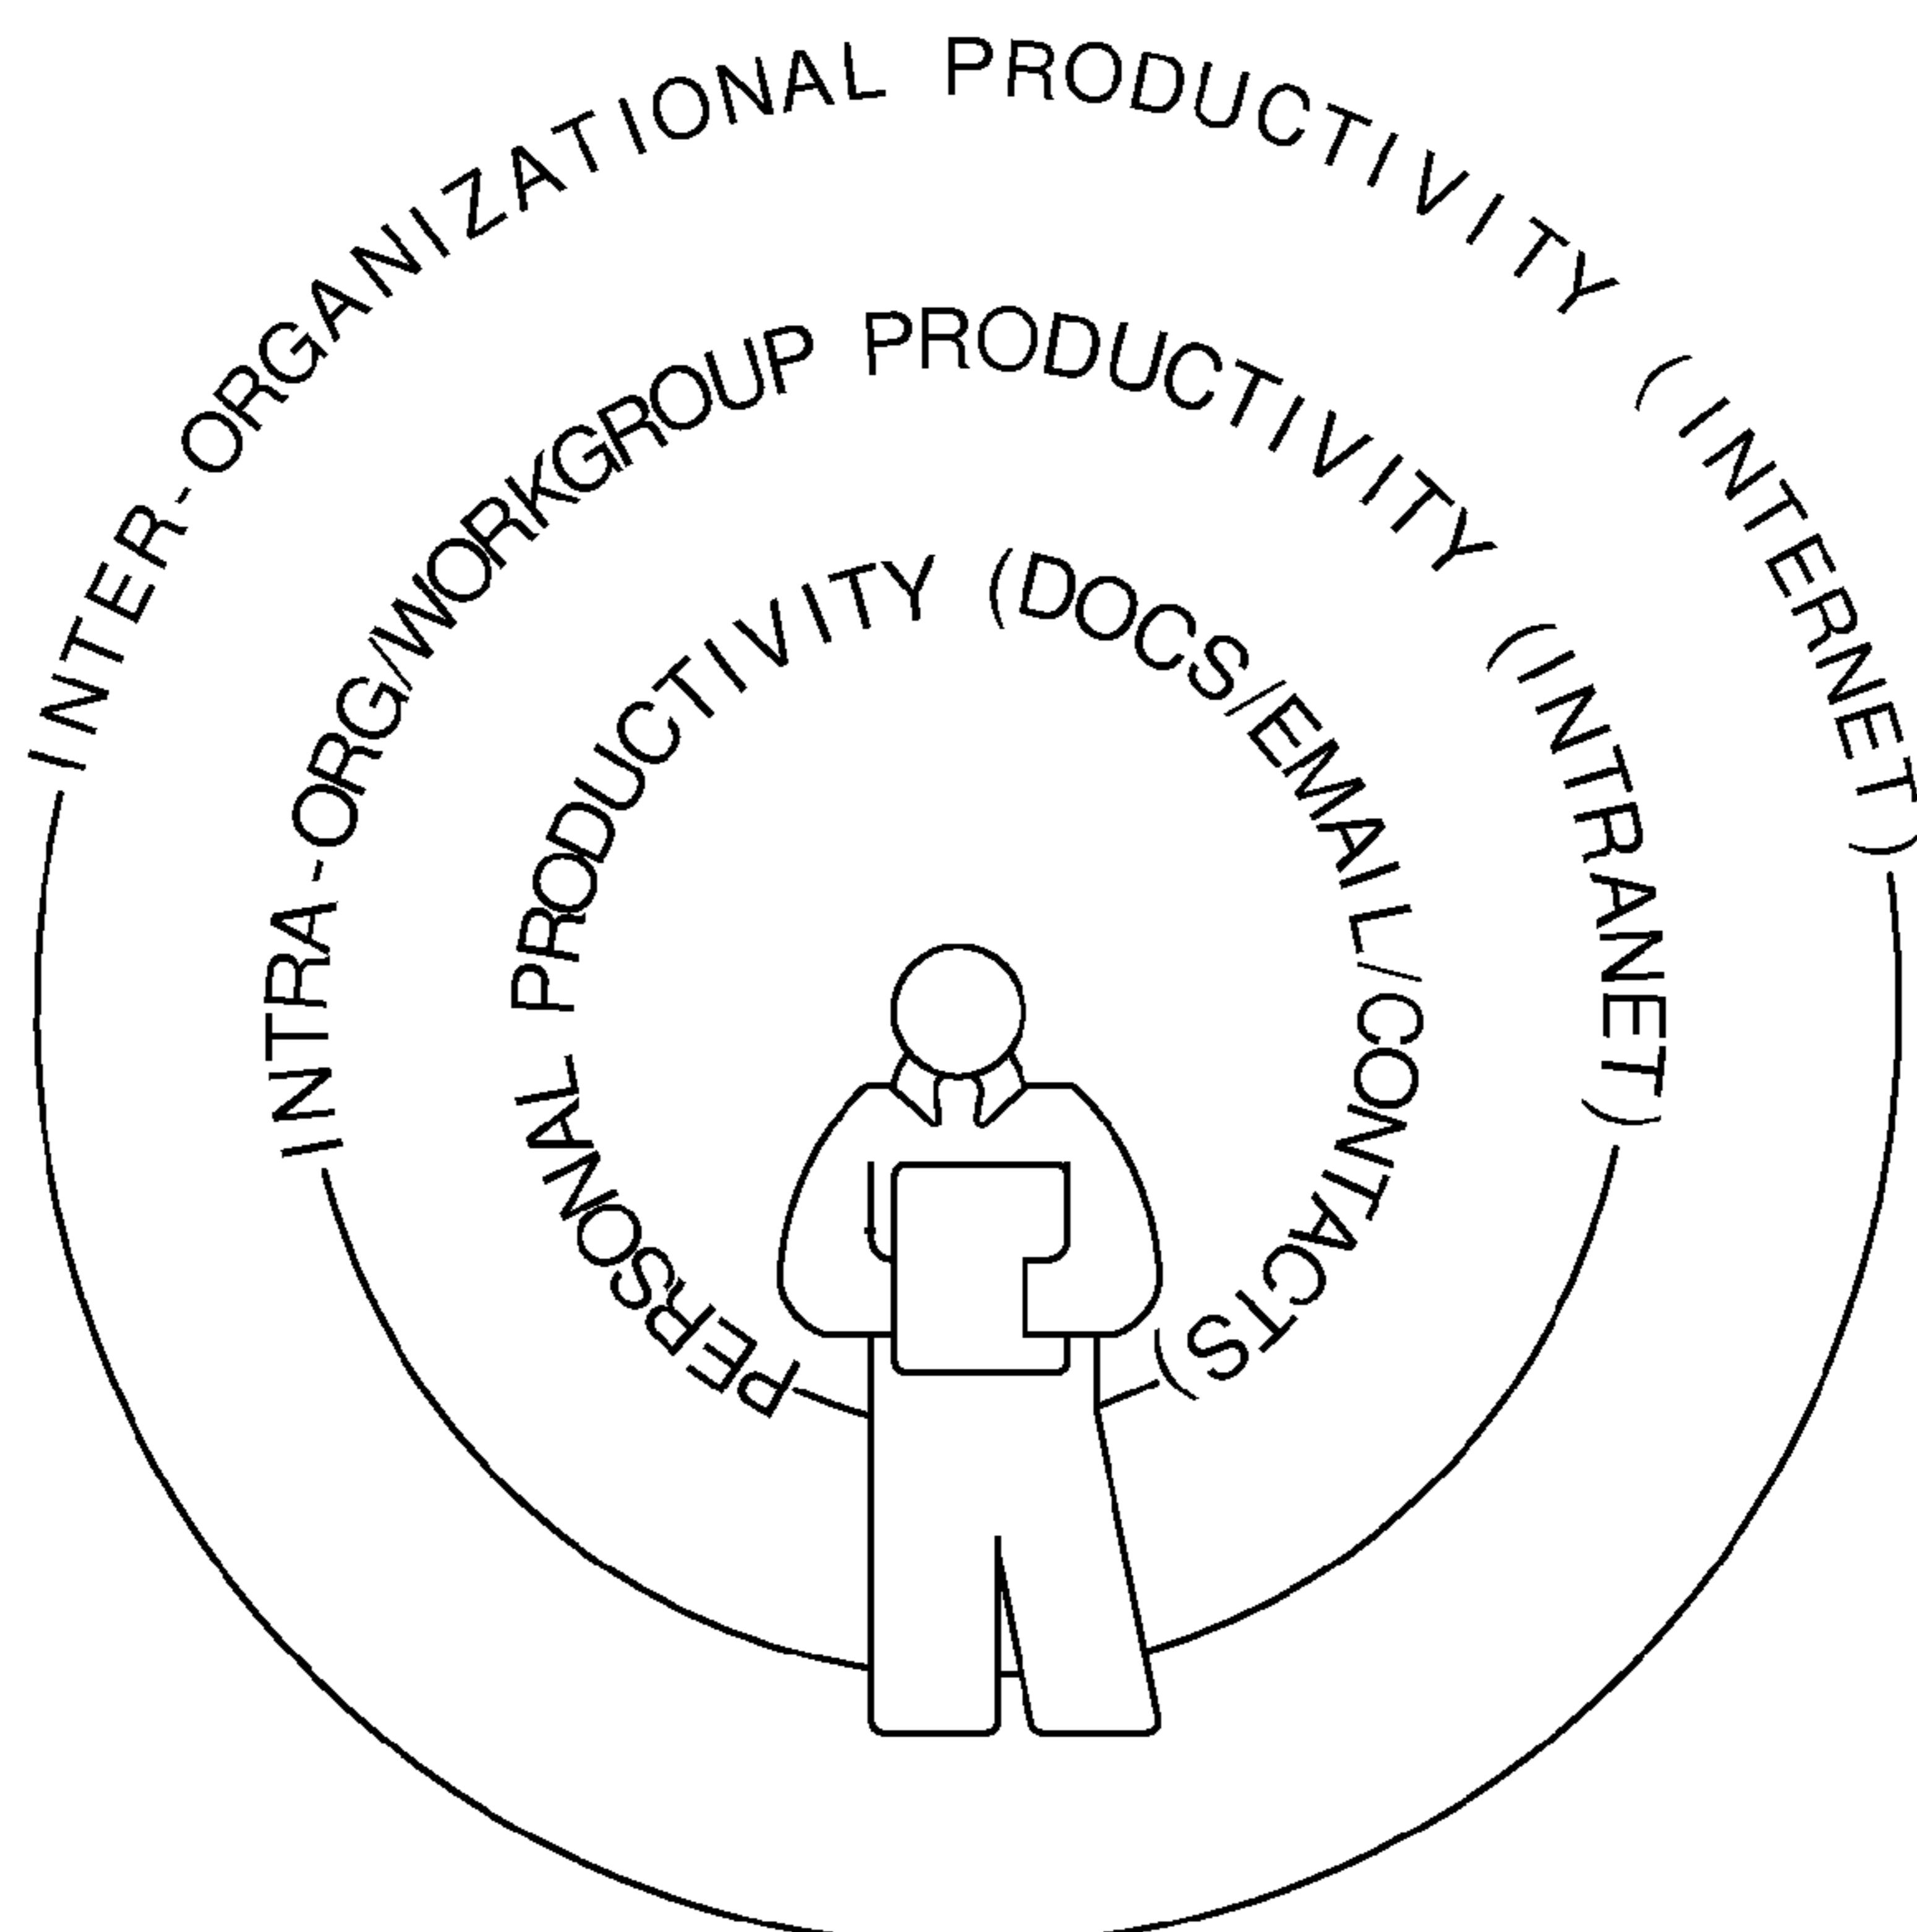 INTER-ORGANIZATIONAL PRODUCTIVITY (INTERNET)
INTRA-ORG/WORKGROUP PRODUCTIVITY (INTRANET)
PERSONAL PRODUCTIVITY (DOCS/EMAIL/CONTACTS)